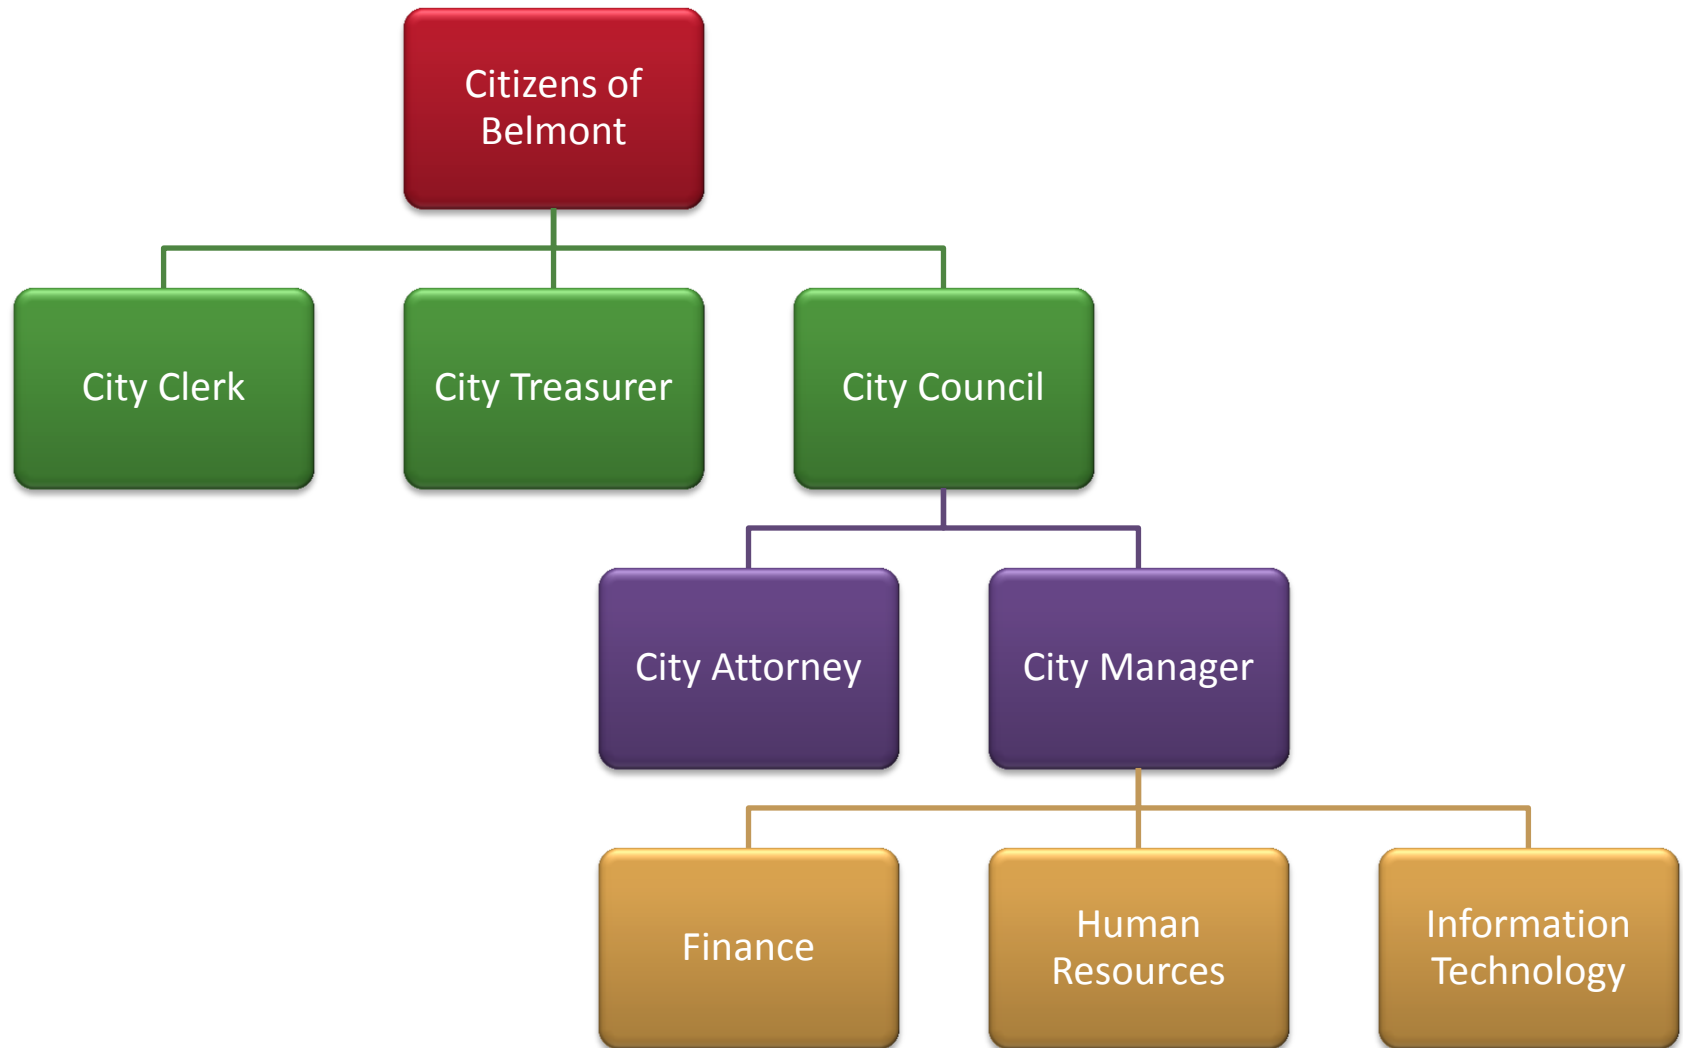 Citizens of
Belmont
City Clerk
City Treasurer
City Council
City Attorney
City Manager
Finance
Human
Resources
Information
Technology